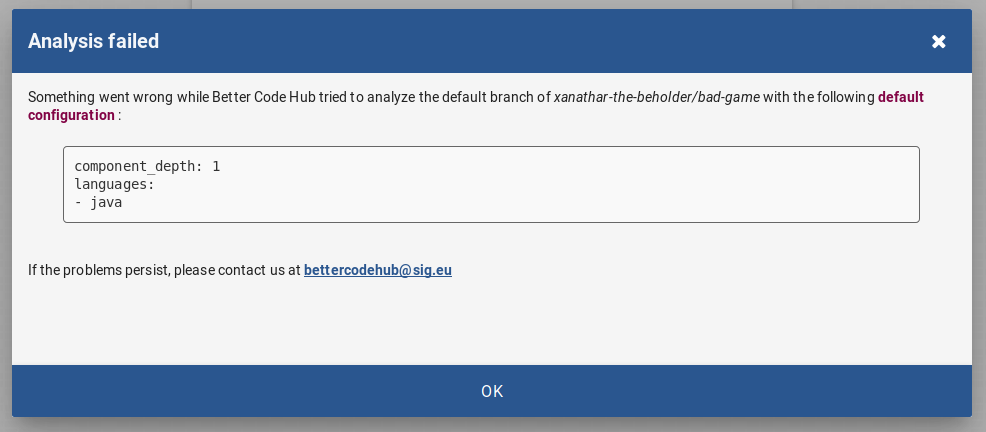 Analysis failed
✖
Something went wrong while Better Code Hub tried to analyze the default branch of xanathar-the-beholder/bad-game with the following default
configuration :
component_depth: 1
languages:
- java
If the problems persist, please contact us at bettercodehub@sig.eu
OK